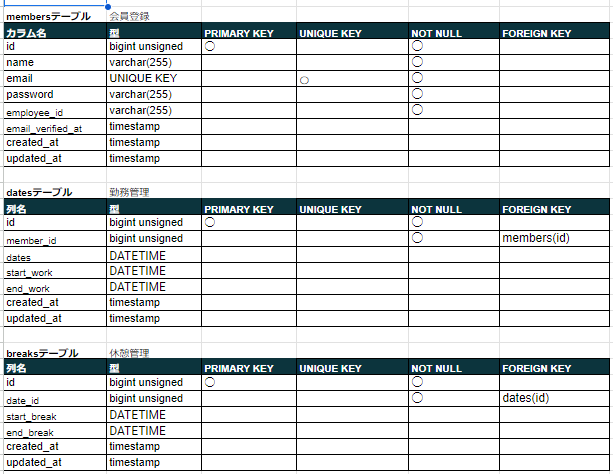 membersテーブル 会員登録
カラム名 型 PRIMARY KEY UNIQUE KEY NOT NULL FOREIGN KEY
id bigint unsigned ○ ○
name varchar(255) ○
email UNIQUE KEY ○ ○
password varchar(255) ○
employee_id varchar(255) ○
email_verified_at timestamp
created_at timestamp
updated_at timestamp
datesテーブル 勤務管理
列名 型 PRIMARY KEY UNIQUE KEY NOT NULL FOREIGN KEY
id bigint unsigned ○ ○
member_id bigint unsigned ○ members(id)
dates DATETIME
start_work DATETIME
end_work DATETIME
created_at timestamp
updated_at timestamp
breaksテーブル 休憩管理
列名 型 PRIMARY KEY UNIQUE KEY NOT NULL FOREIGN KEY
id bigint unsigned ○ ○
date_id bigint unsigned ○ dates(id)
start_break DATETIME
end_break DATETIME
created_at timestamp
updated_at timestamp